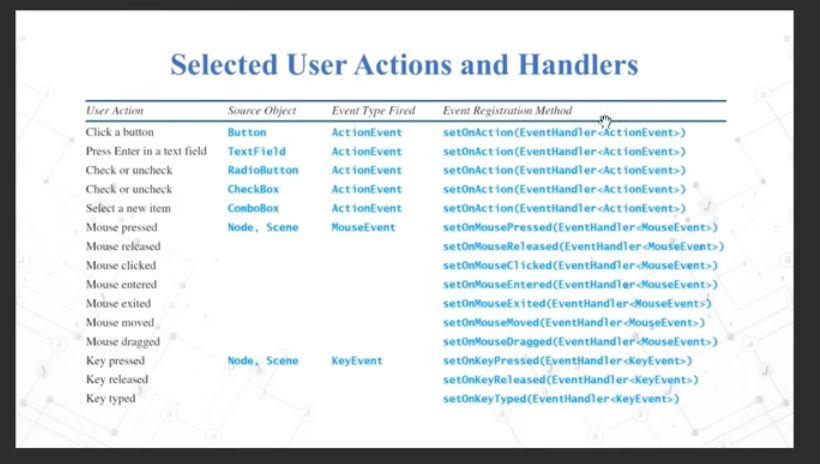 Selected User Actions and Handlers
User Action Source Object Event Type Fired Event Registration Method
Click a button Button ActionEvent setOnAction(EventHandler<ActionEvent>)
Press Enter in a text field TextField ActionEvent setOnAction(EventHandler<ActionEvent>)
Check or uncheck RadioButton ActionEvent setOnAction(EventHandler<ActionEvent>)
Check or uncheck CheckBox ActionEvent setOnAction(EventHandler<ActionEvent>)
Select a new item ComboBox ActionEvent setOnAction(EventHandler<ActionEvent>)
Mouse pressed Node, Scene MouseEvent setOnMousePressed(EventHandler<MouseEvent>)
Mouse released setOnMouseReleased(EventHandler<MouseEvent>)
Mouse clicked setOnMouseClicked(EventHandler<MouseEvent>)
Mouse entered setOnMouseEntered(EventHandler<MouseEvent>)
Mouse exited setOnMouseExited(EventHandler<MouseEvent>)
Mouse moved setOnMouseMoved(EventHandler<MouseEvent>)
Mouse dragged setOnMouseDragged(EventHandler<MouseEvent>)
Key pressed Node, Scene KeyEvent setOnKeyPressed(EventHandler<KeyEvent>)
Key released setOnKeyReleased(EventHandler<KeyEvent>)
Key typed setOnKeyTyped(EventHandler<KeyEvent>)